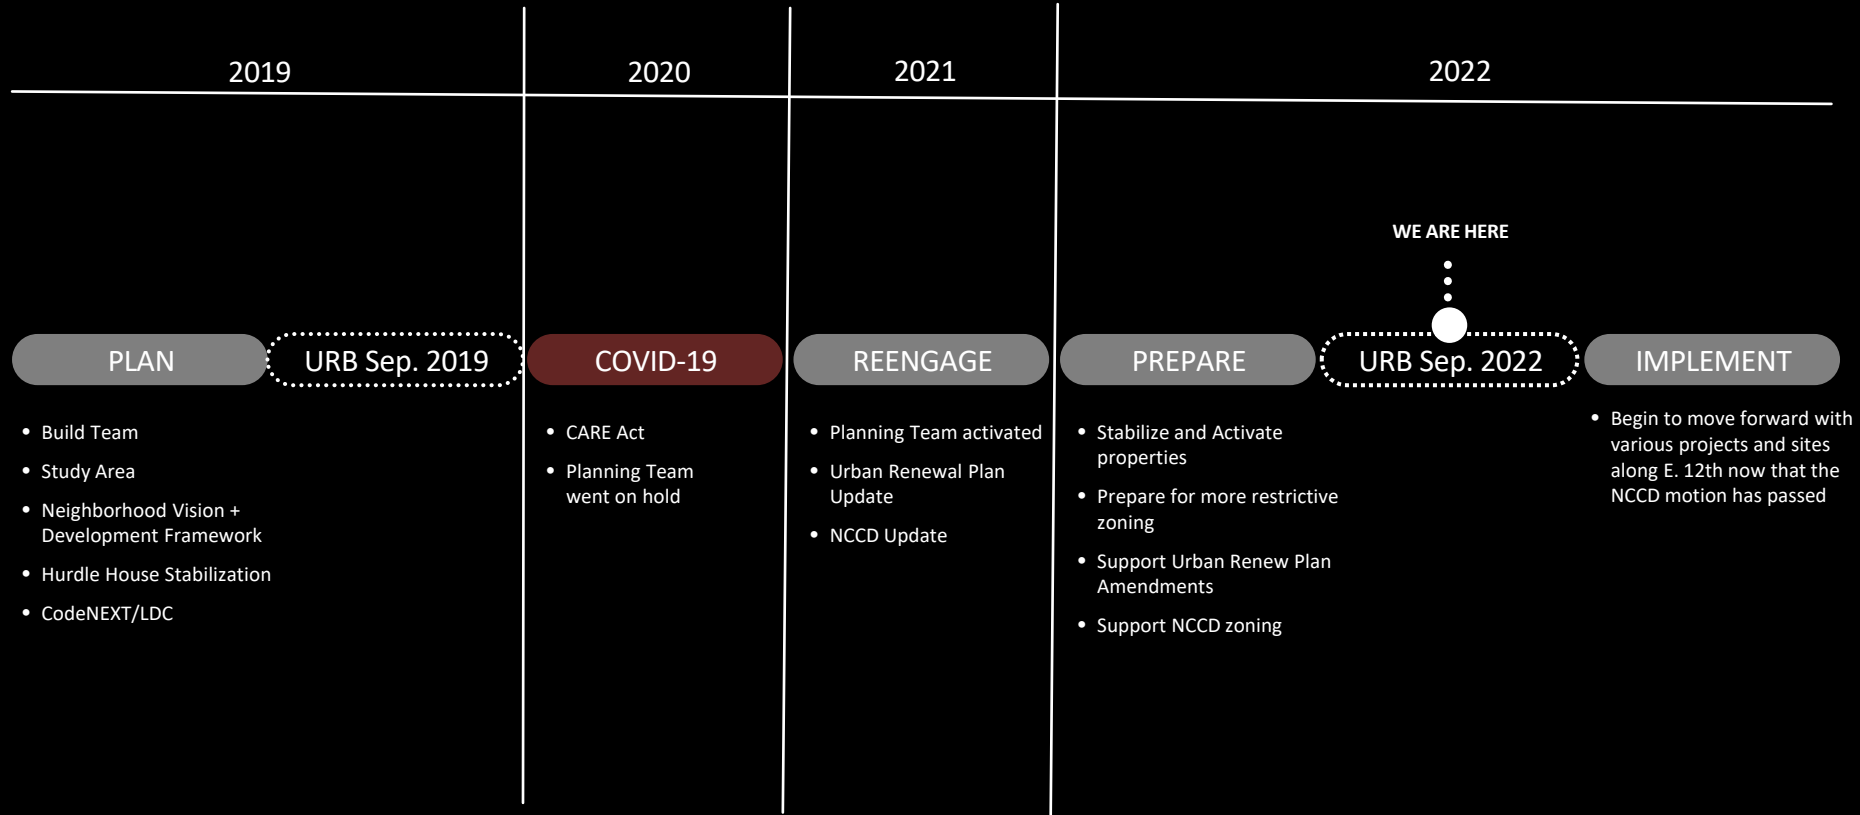 2019
2020
2021
2022
WE ARE HERE
PLAN
URB Sep. 2019
COVID-19
REENGAGE
PREPARE
URB Sep. 2022
IMPLEMENT
• Build Team
• Study Area
• Neighborhood Vision +
Development Framework
• Hurdle House Stabilization
• CodeNEXT/LDC
• CARE Act
• Planning Team
went on hold
• Planning Team activated
• Urban Renewal Plan
Update
• NCCD Update
• Stabilize and Activate
properties
• Prepare for more restrictive
zoning
• Support Urban Renew Plan
Amendments
• Support NCCD zoning
• Begin to move forward with
various projects and sites
along E. 12th now that the
NCCD motion has passed